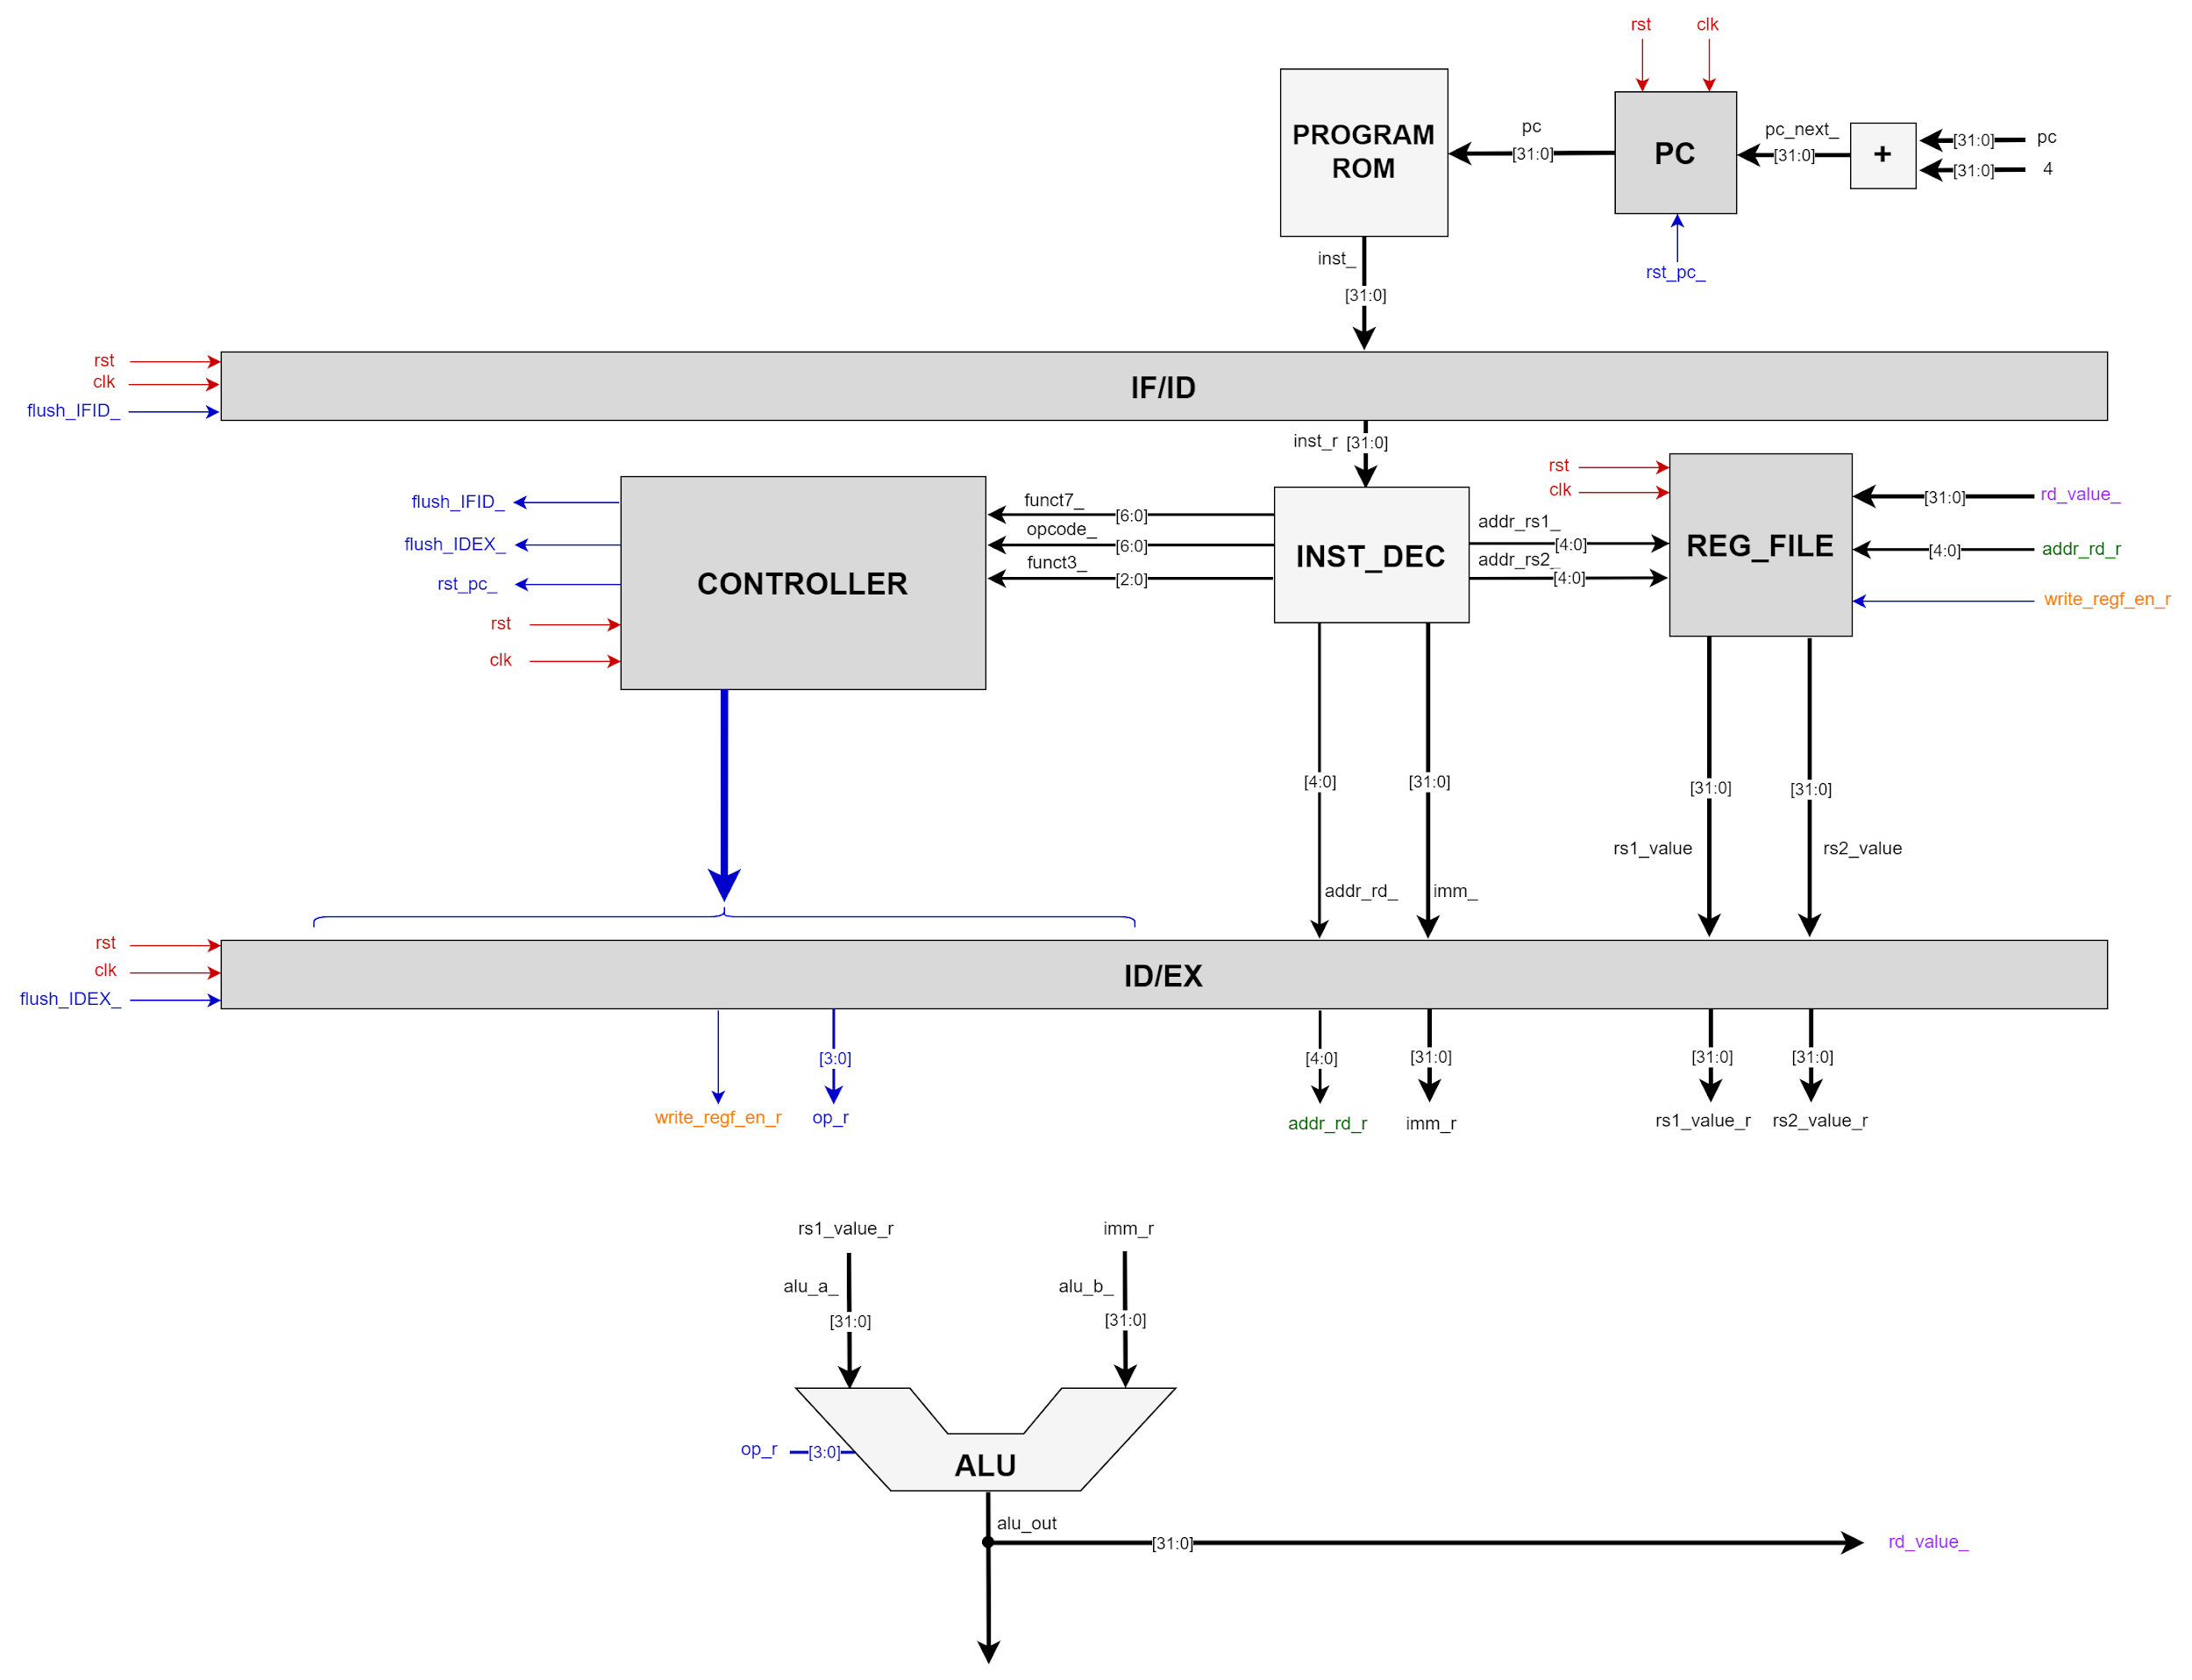 rst
clk
PROGRAM
ROM
pc
[31:0]
PC
pc_next_
[31:0]
+
[31:0]
pc
[31:0]
4
inst_
[31:0]
rst_pc_
rst
clk
flush_IFID_
IF/ID
inst_r
[31:0]
flush_IFID_
flush_IDEX_
rst_pc_
rst
clk
CONTROLLER
funct7_
[6:0]
opcode_
[6:0]
funct3_
[2:0]
INST_DEC
addr_rs1_
[4:0]
addr_rs2_
[4:0]
rst
clk
REG_FILE
[31:0]
rd_value_
[4:0]
addr_rd_r
write_regf_en_r
[4:0]
[31:0]
[31:0]
[31:0]
rs1_value
rs2_value
addr_rd_
imm_
rst
clk
flush_IDEX_
ID/EX
[3:0]
[4:0]
[31:0]
[31:0]
[31:0]
write_regf_en_r
op_r
addr_rd_r
imm_r
rs1_value_r
rs2_value_r
rs1_value_r
imm_r
alu_a_
alu_b_
[31:0]
[31:0]
op_r
[3:0]
ALU
alu_out
[31:0]
rd_value_